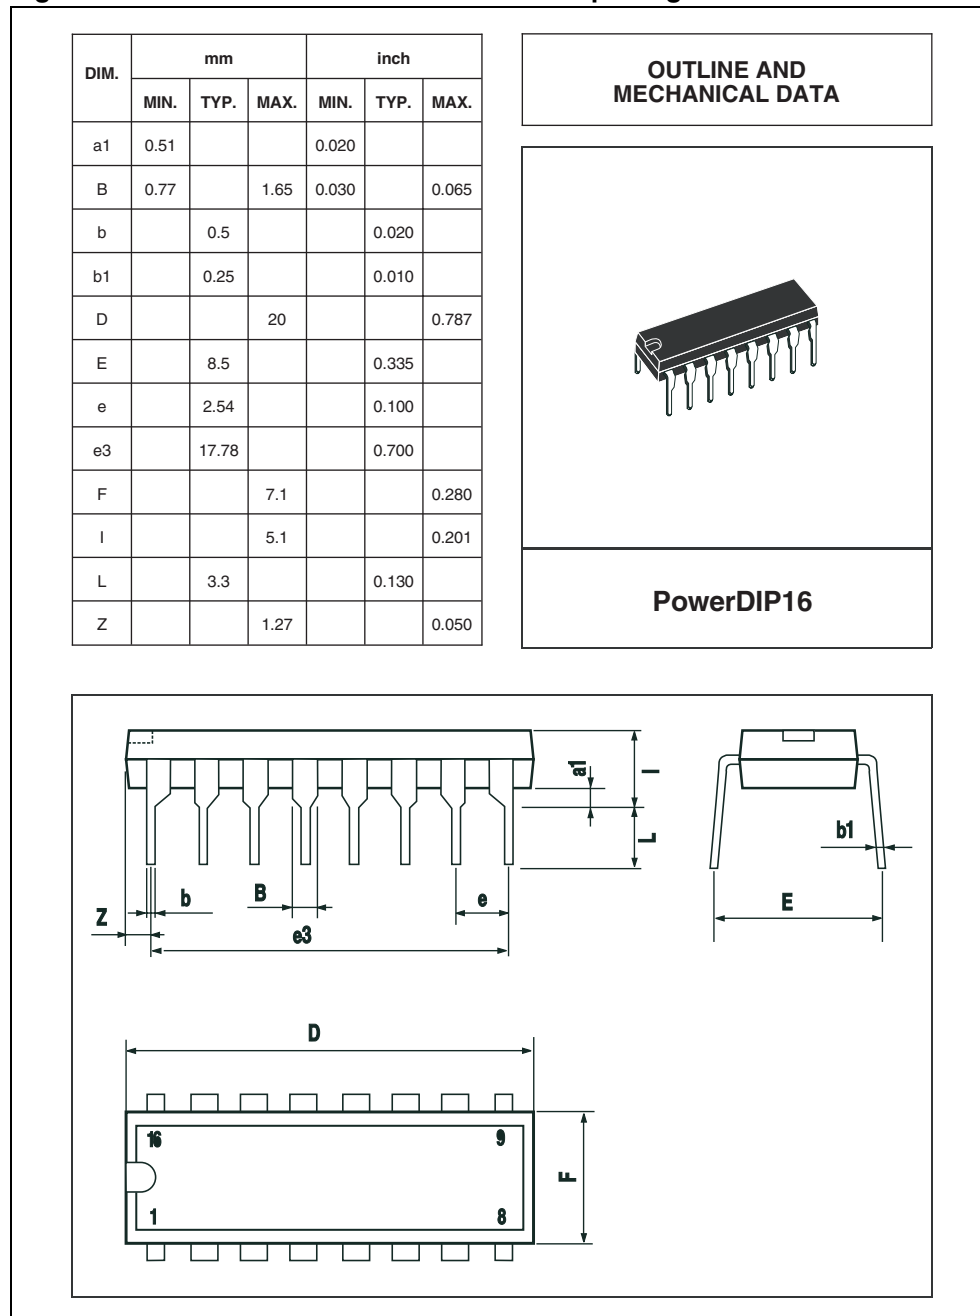 DIM. mm inch
MIN. TYP. MAX. MIN. TYP. MAX.
a1 0.51 0.020
B 0.77 1.65 0.030 0.065
b 0.5 0.020
b1 0.25 0.010
D 20 0.787
E 8.5 0.335
e 2.54 0.100
e3 17.78 0.700
F 7.1 0.280
I 5.1 0.201
L 3.3 0.130
Z 1.27 0.050
OUTLINE AND
MECHANICAL DATA
PowerDIP16
a1
I
L
b1
Z
b
B
e
E
e3
D
16
9
F
1
8